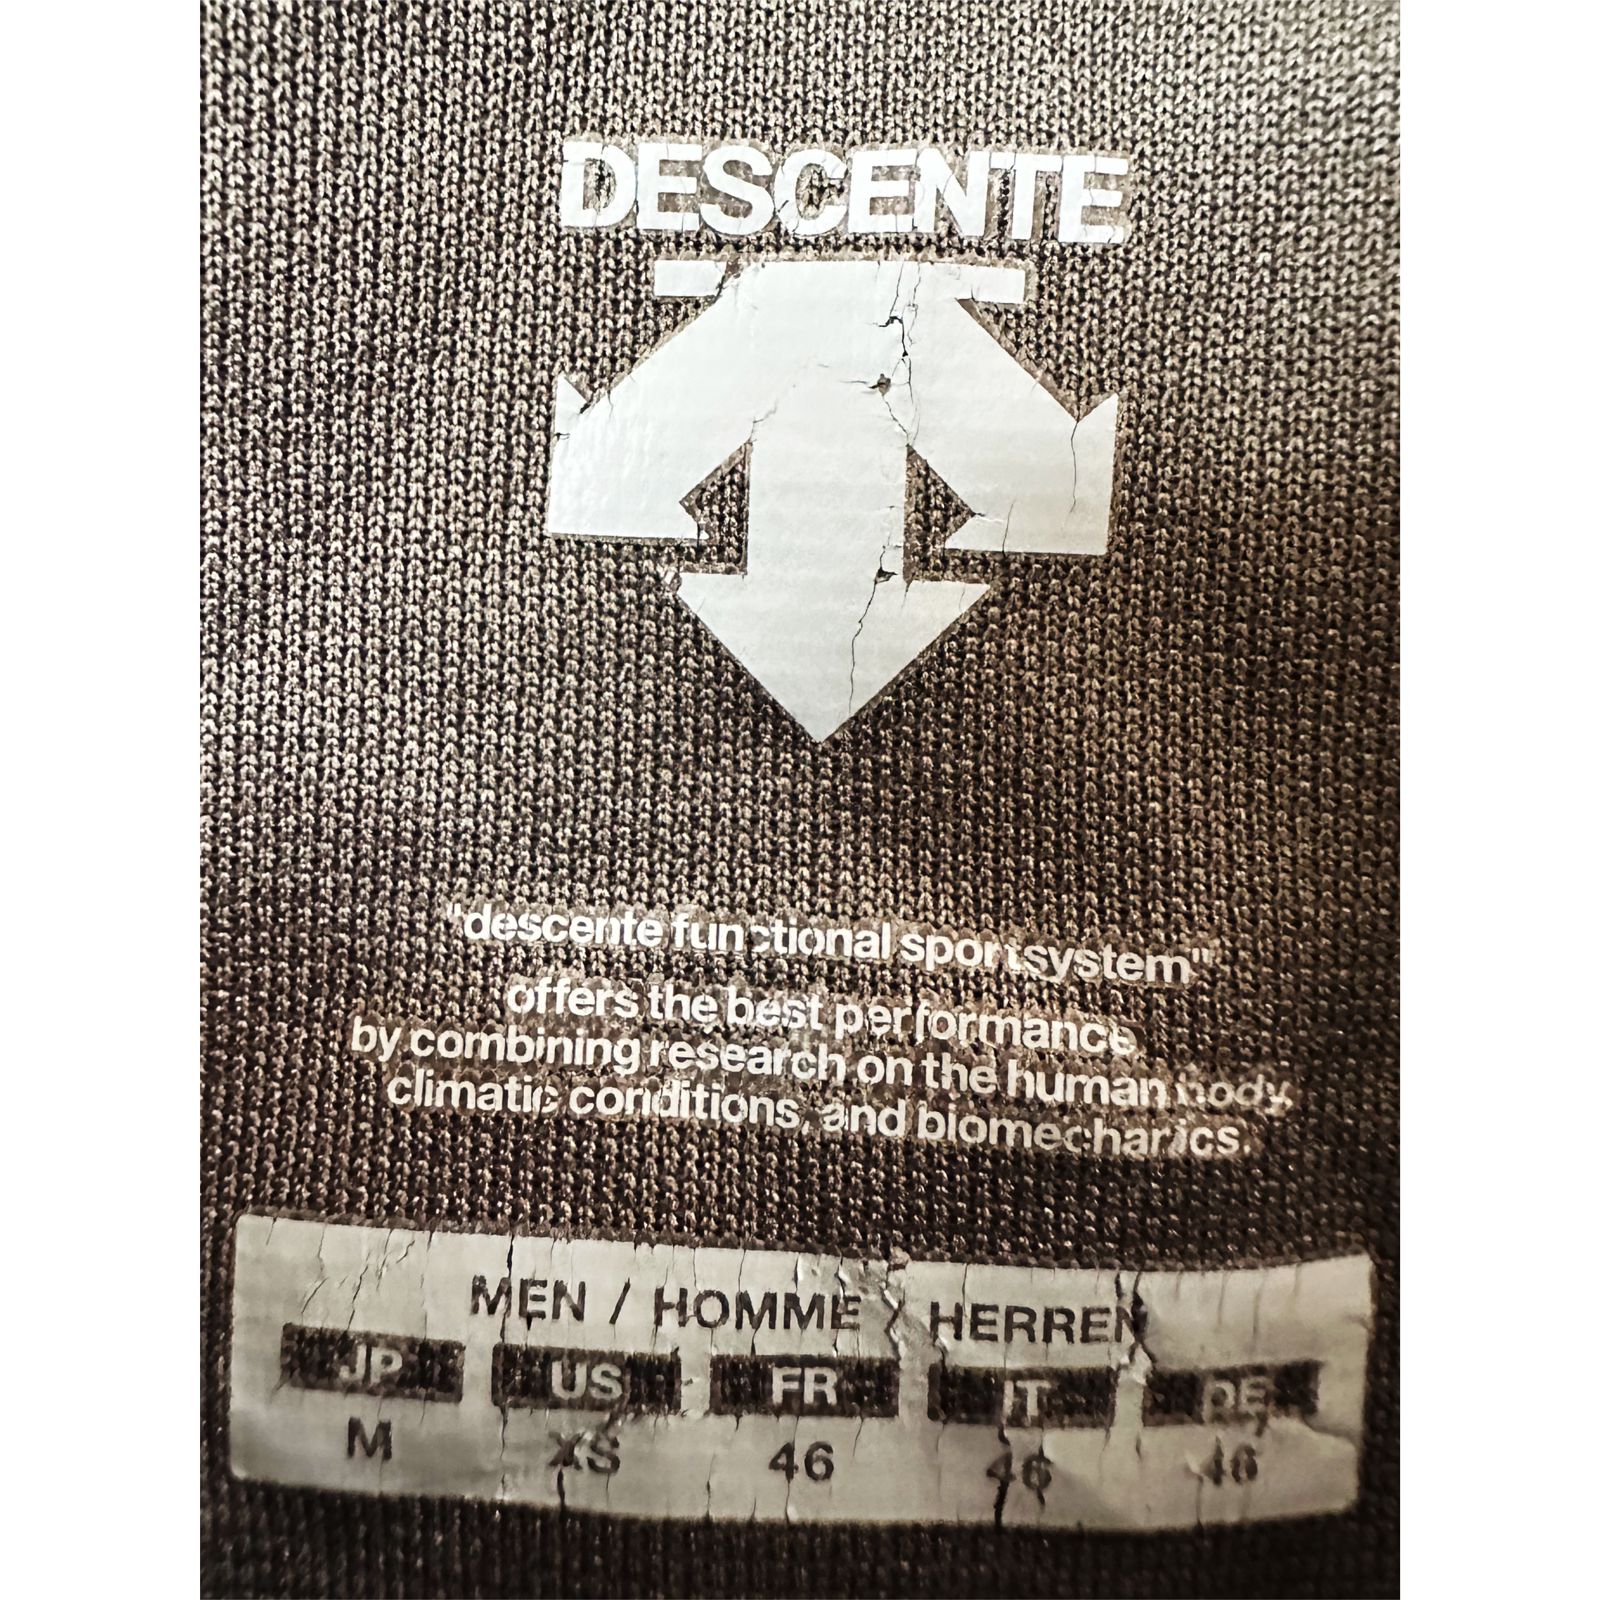 DESCENTE
"descente functional sportsystem"
offers the best performance
by combining research on the human body,
climatic conditions, and biomechanics.
MEN / HOMME / HERREN
JP US FR IT DE
M XS 46 46 46